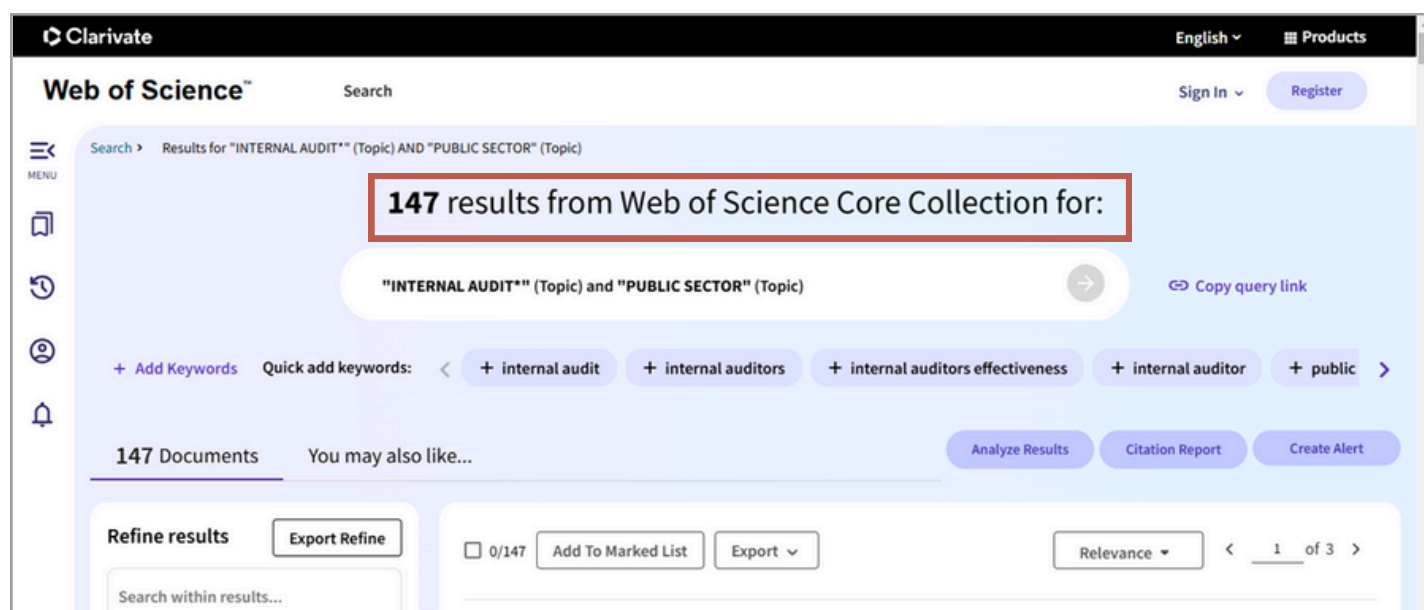 Clarivate
English
Products
Web of Science™
Search
Sign In
Register
MENU
Search > Results for "INTERNAL AUDIT*" (Topic) AND "PUBLIC SECTOR" (Topic)
147 results from Web of Science Core Collection for:
"INTERNAL AUDIT*" (Topic) and "PUBLIC SECTOR" (Topic)
Copy query link
+ Add Keywords
Quick add keywords:
< + internal audit + internal auditors + internal auditors effectiveness + internal auditor + public >
147 Documents
You may also like...
Analyze Results
Citation Report
Create Alert
Refine results
Export Refine
0/147
Add To Marked List
Export
Relevance
< 1 of 3 >
Search within results...